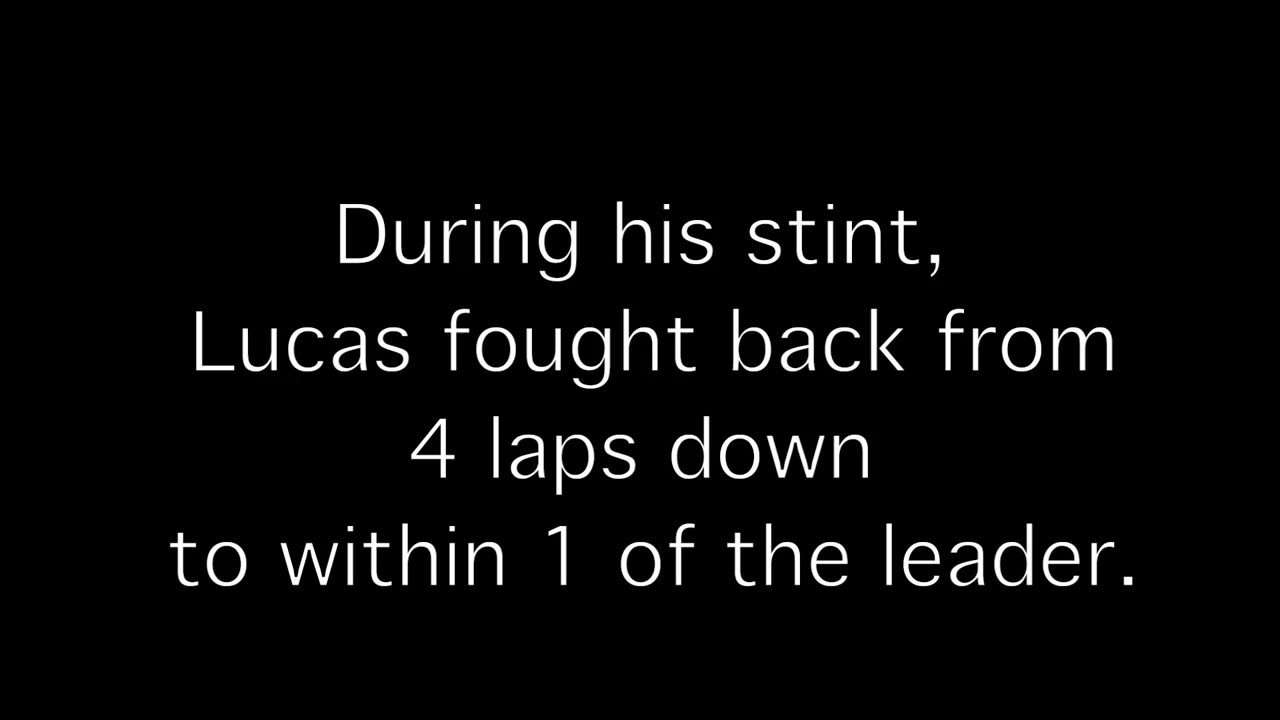 During his stint,
Lucas fought back from
4 laps down
to within 1 of the leader.